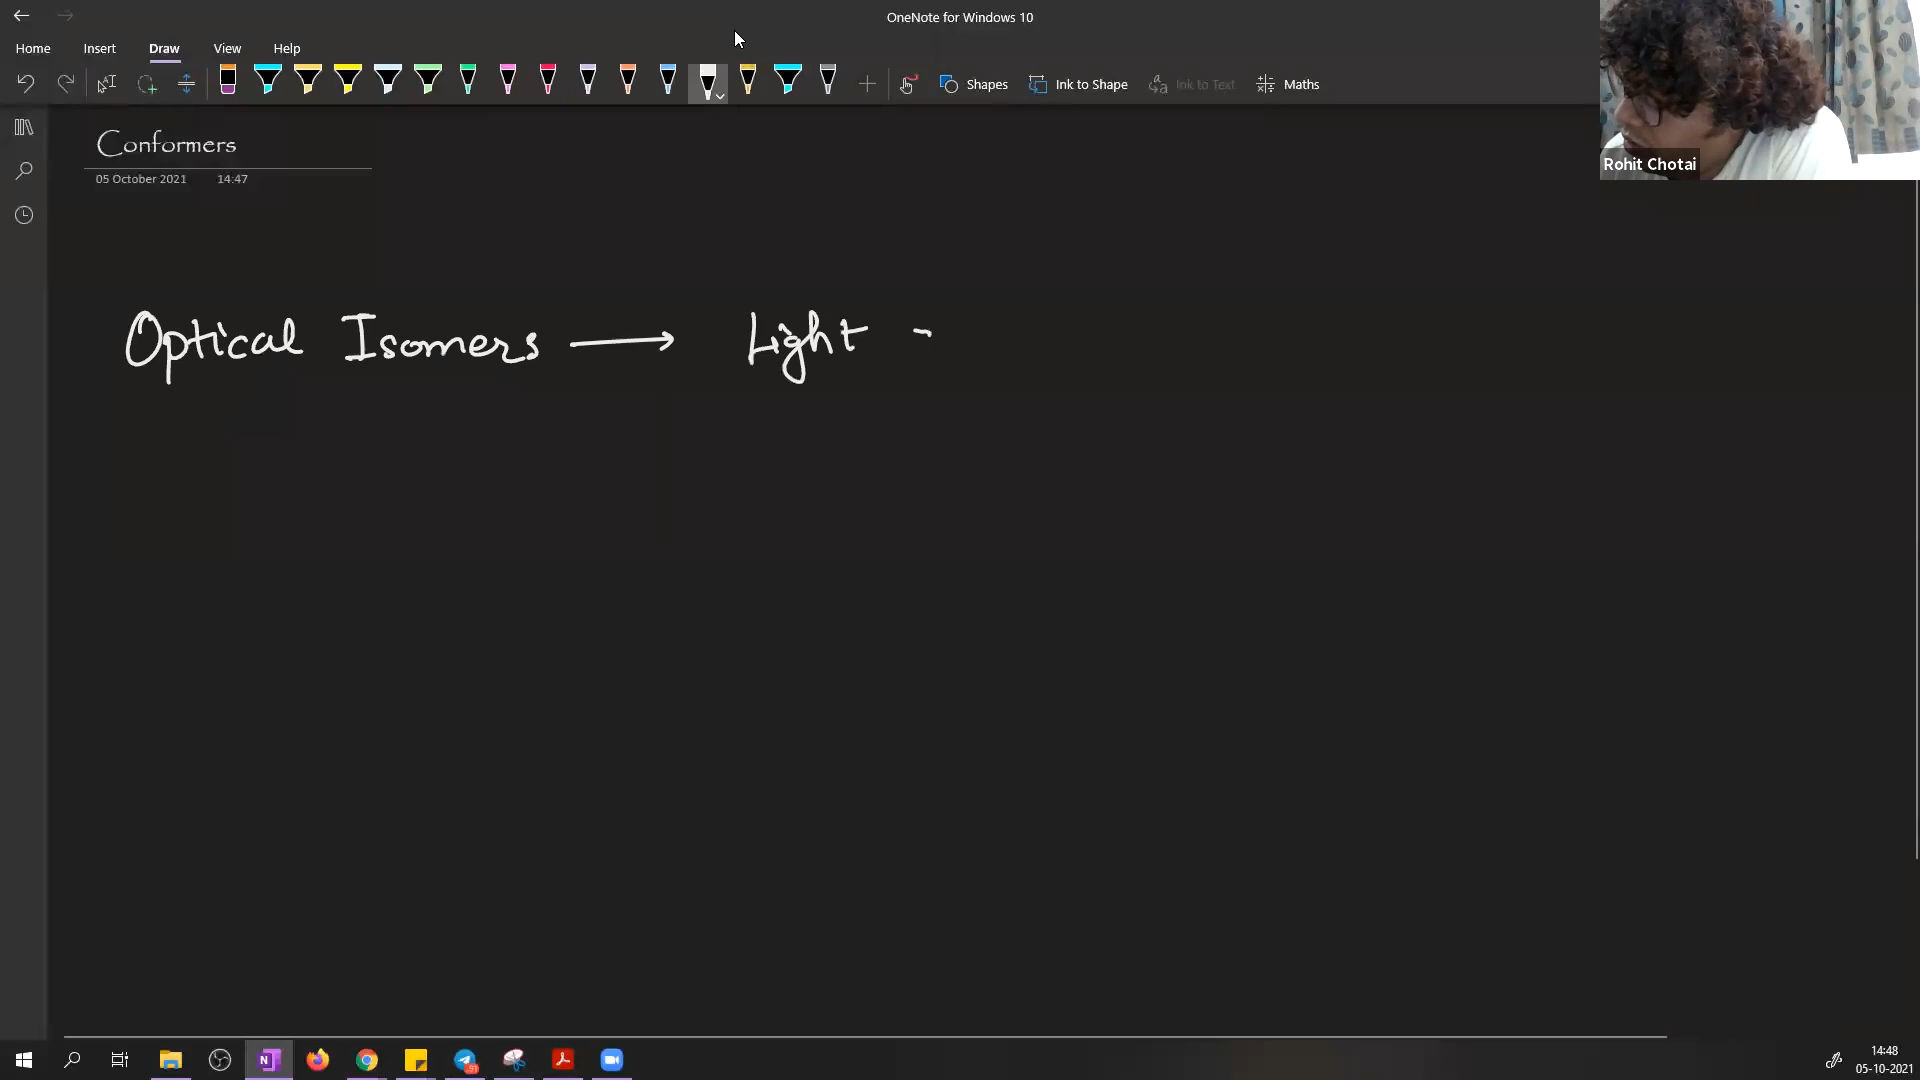 OneNote for Windows 10
Home Insert Draw View Help
Shapes Ink to Shape Ink to Text Maths
Rohit Chotai
Conformers
05 October 2021 14:47
Optical Isomers → Light -
14:48
05-10-2021